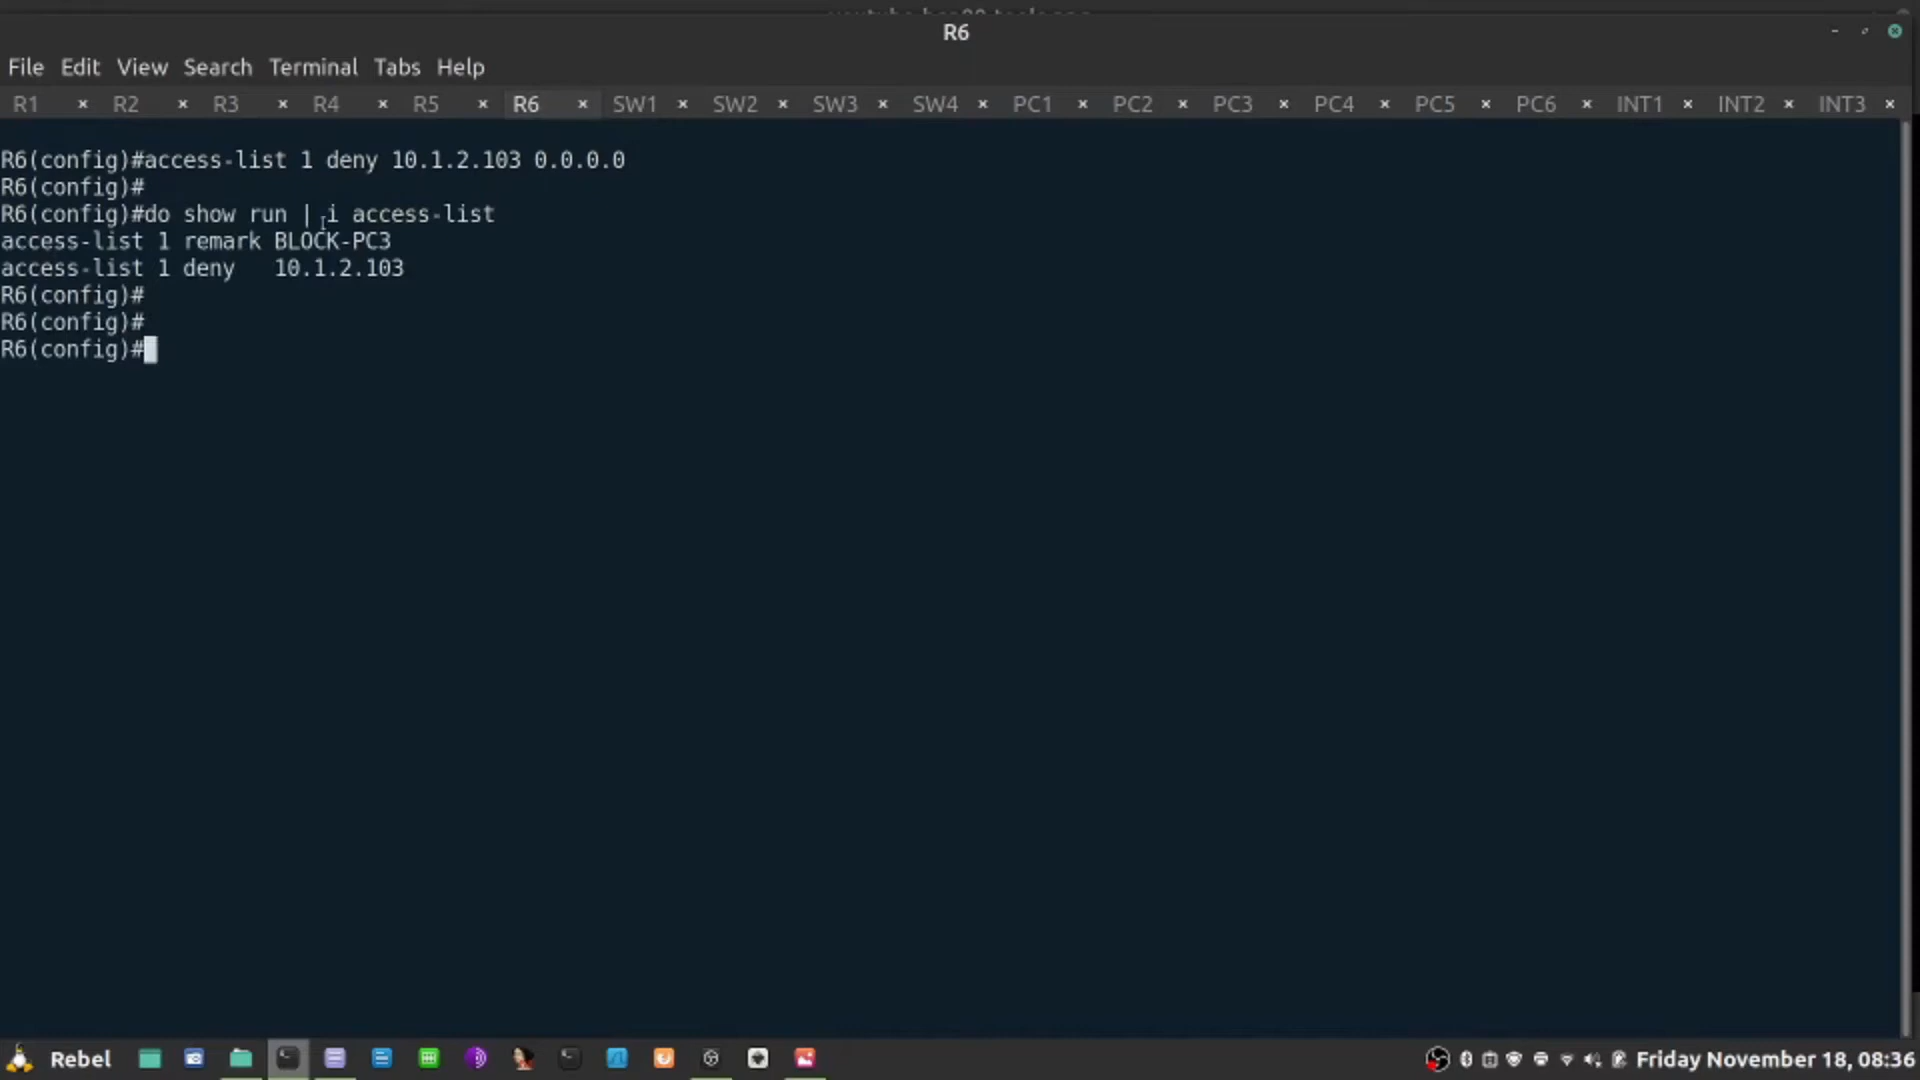 R6
File Edit View Search Terminal Tabs Help
R1 × R2 × R3 × R4 × R5 × R6 × SW1 × SW2 × SW3 × SW4 × PC1 × PC2 × PC3 × PC4 × PC5 × PC6 × INT1 × INT2 × INT3 ×
R6(config)#access-list 1 deny 10.1.2.103 0.0.0.0
R6(config)#
R6(config)#do show run | i access-list
access-list 1 remark BLOCK-PC3
access-list 1 deny   10.1.2.103
R6(config)#
R6(config)#
R6(config)#
Rebel
Friday November 18, 08:36